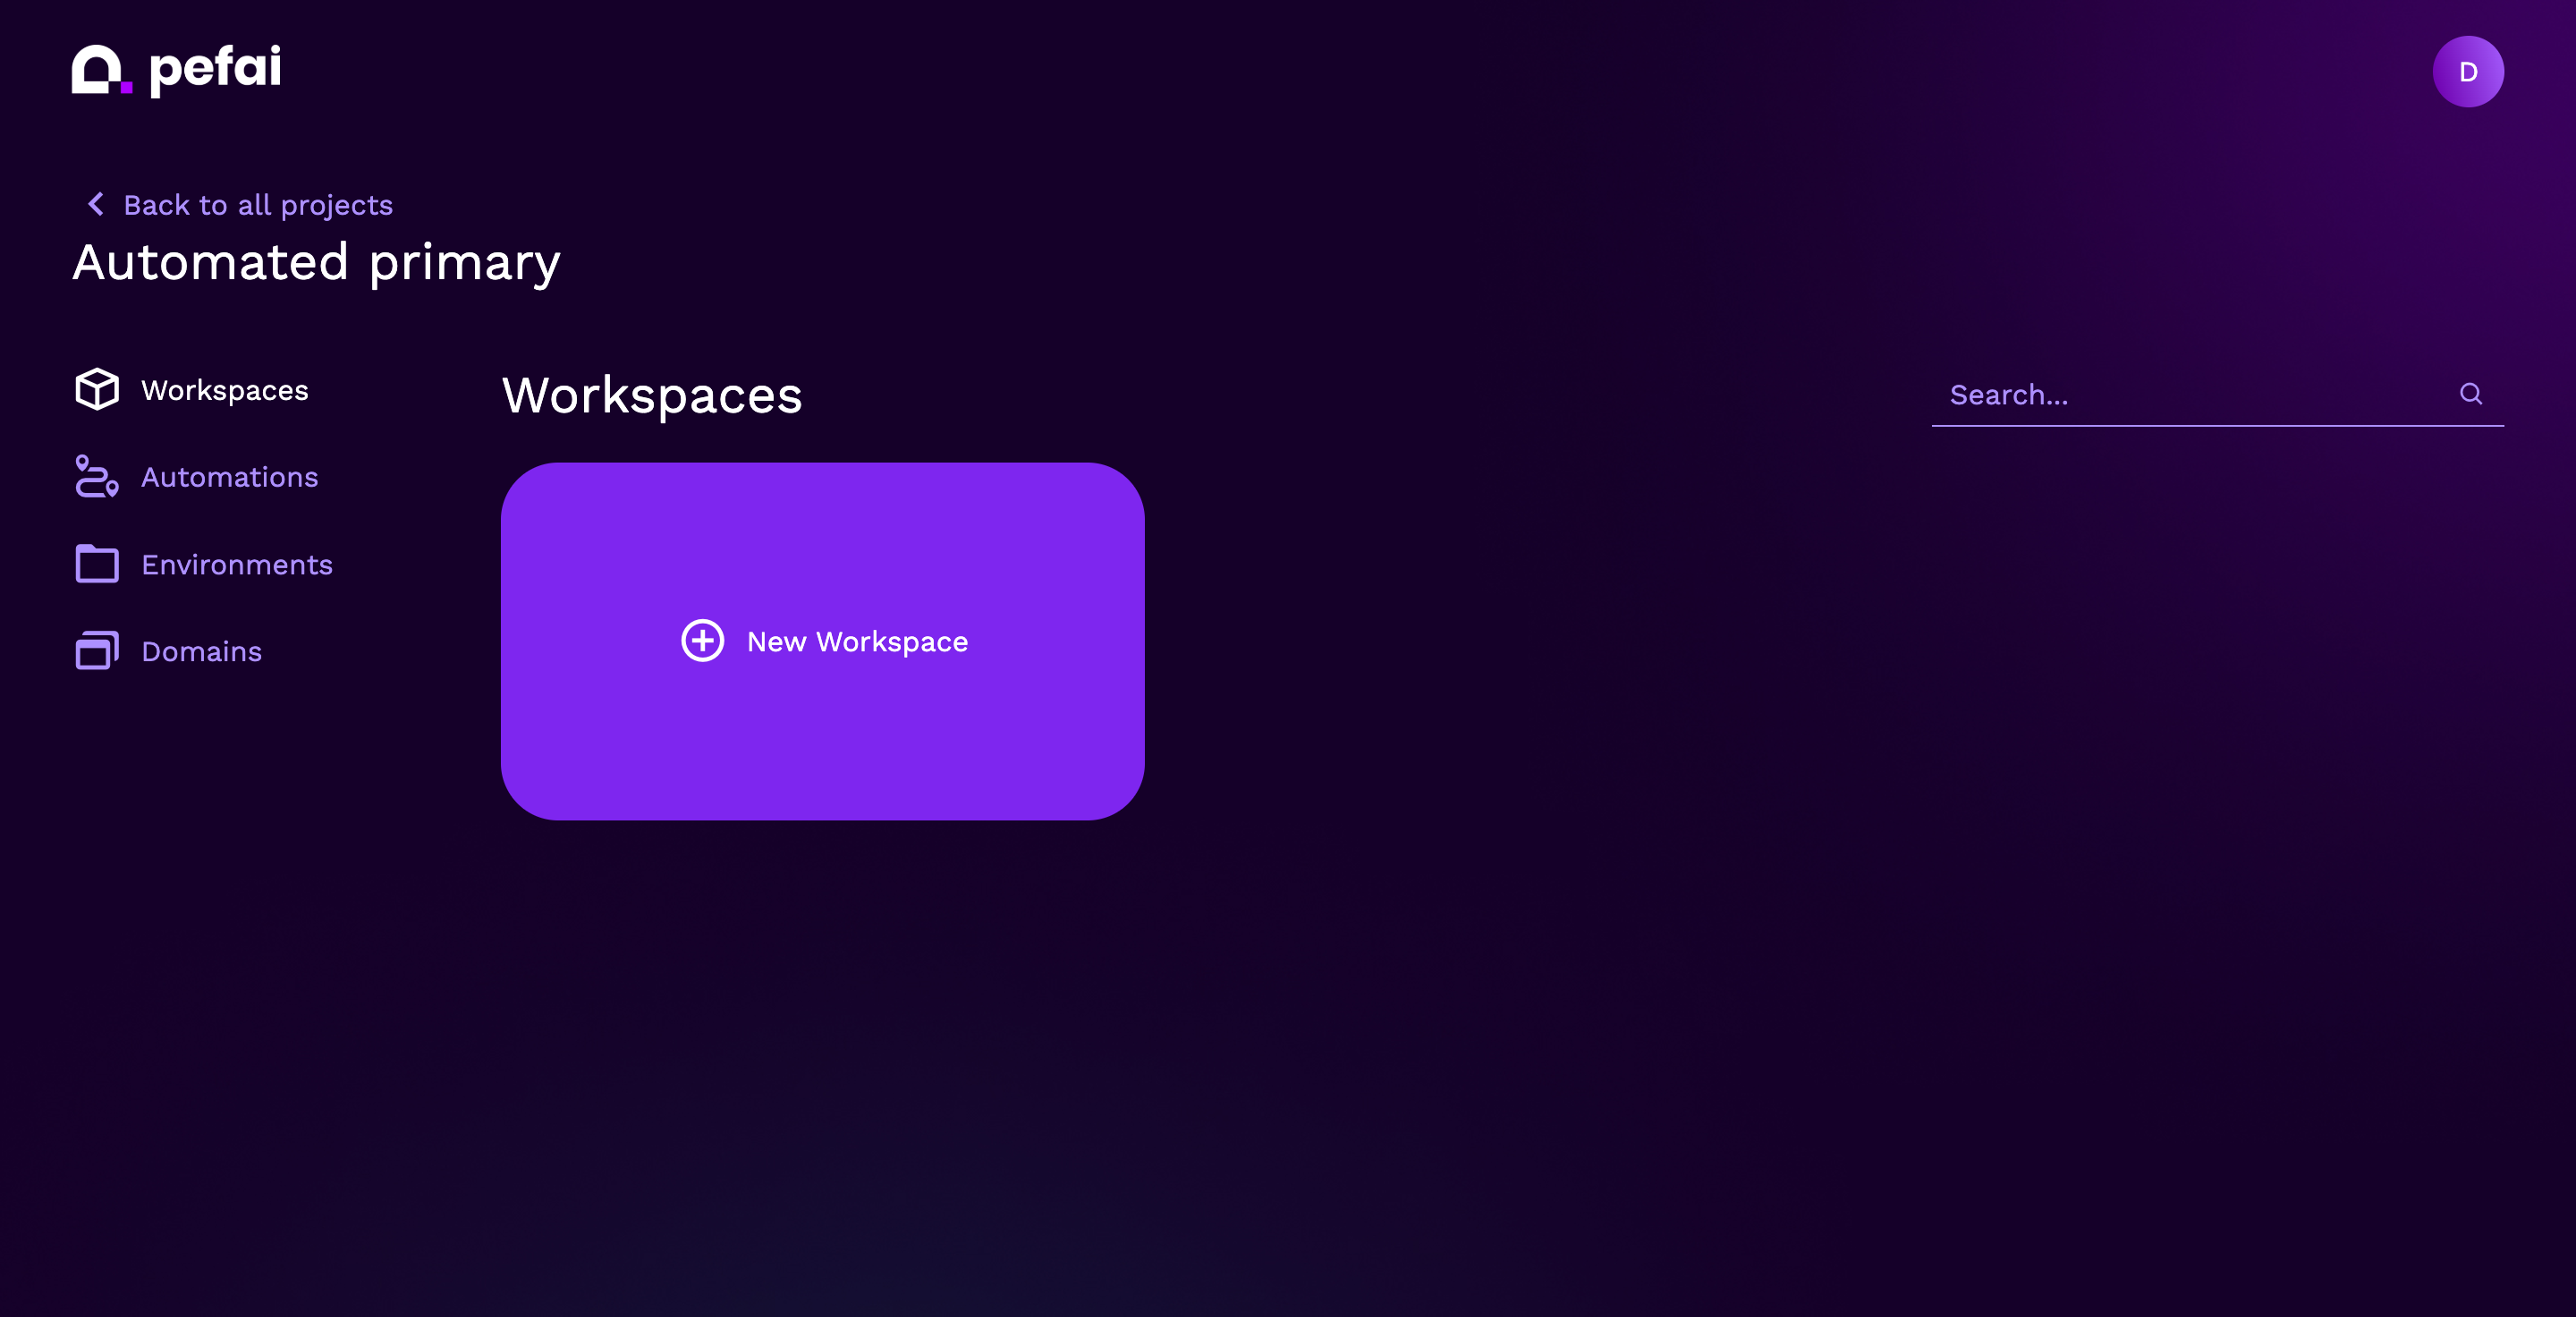 pefai
D
Back to all projects
Automated primary
Workspaces
Automations
Environments
Domains
Workspaces
Search...
New Workspace